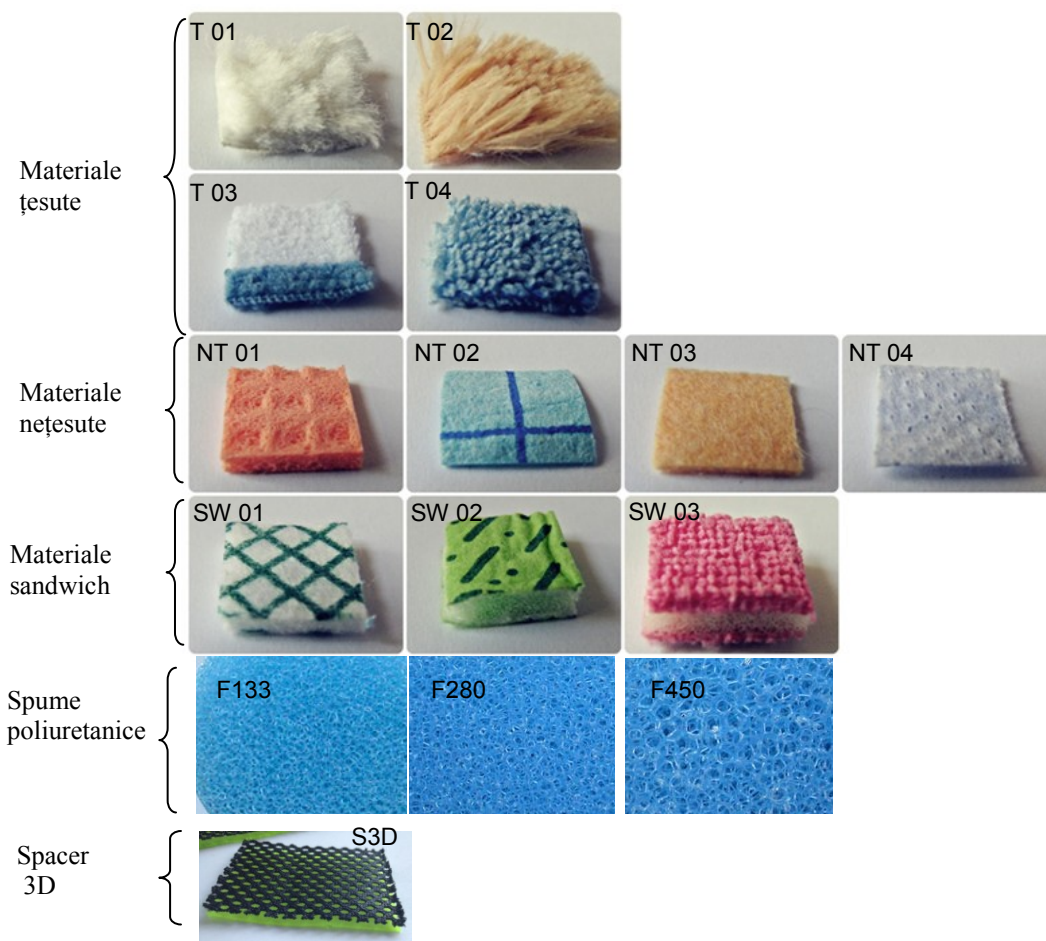 T 01
T 02
Materiale
țesute
T 03
T 04
NT 01
NT 02
NT 03
NT 04
Materiale
nețesute
SW 01
SW 02
SW 03
Materiale
sandwich
F133
F280
F450
Spume
poliuretanice
S3D
Spacer
3D